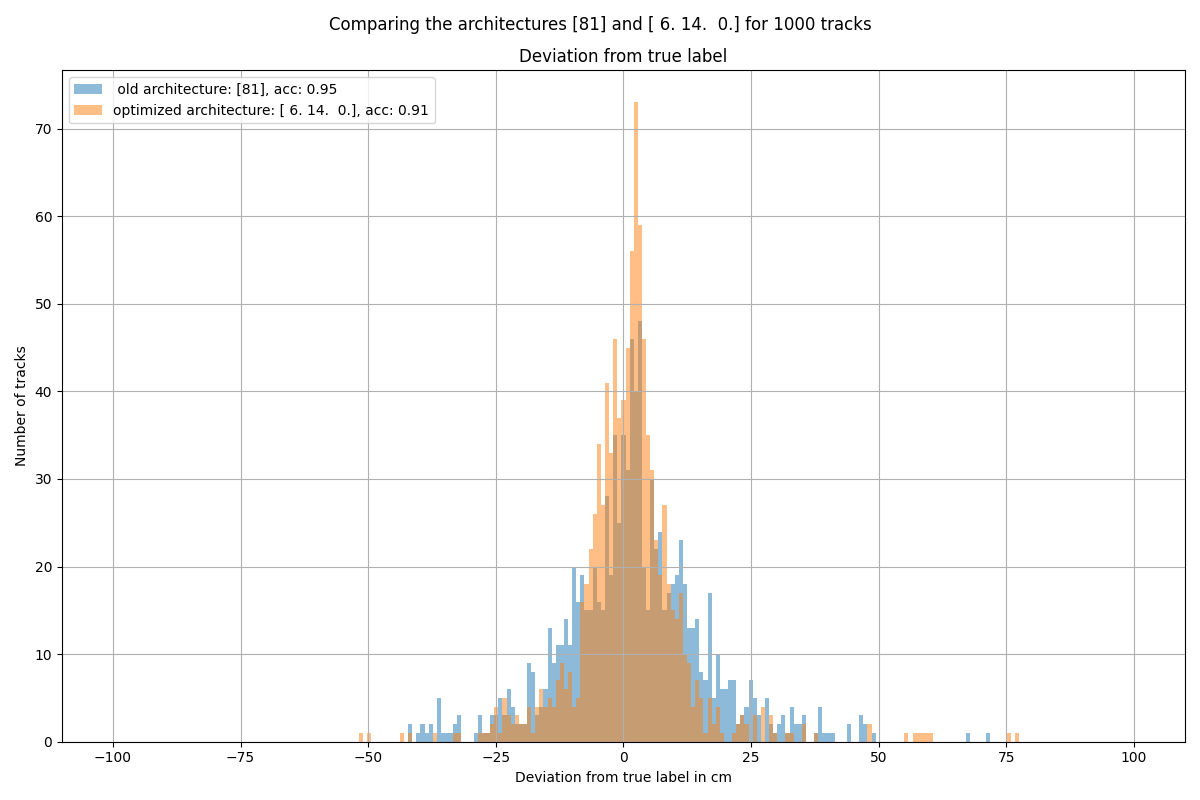 Comparing the architectures [81] and [ 6. 14.  0.] for 1000 tracks
Deviation from true label
old architecture: [81], acc: 0.95
optimized architecture: [ 6. 14.  0.], acc: 0.91
Number of tracks
70
60
50
40
30
20
10
0
−100 −75 −50 −25 0 25 50 75 100
Deviation from true label in cm